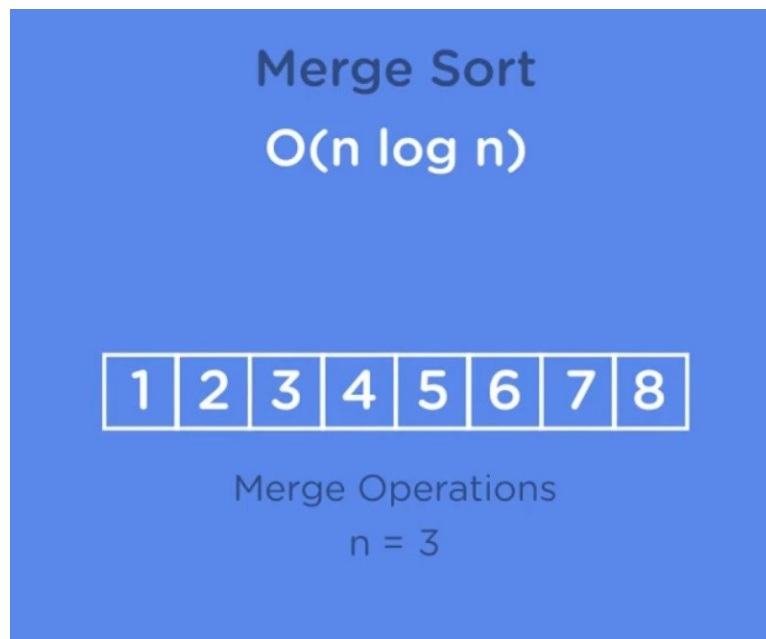 Merge Sort
O(n log n)
1 2 3 4 5 6 7 8
Merge Operations
n = 3